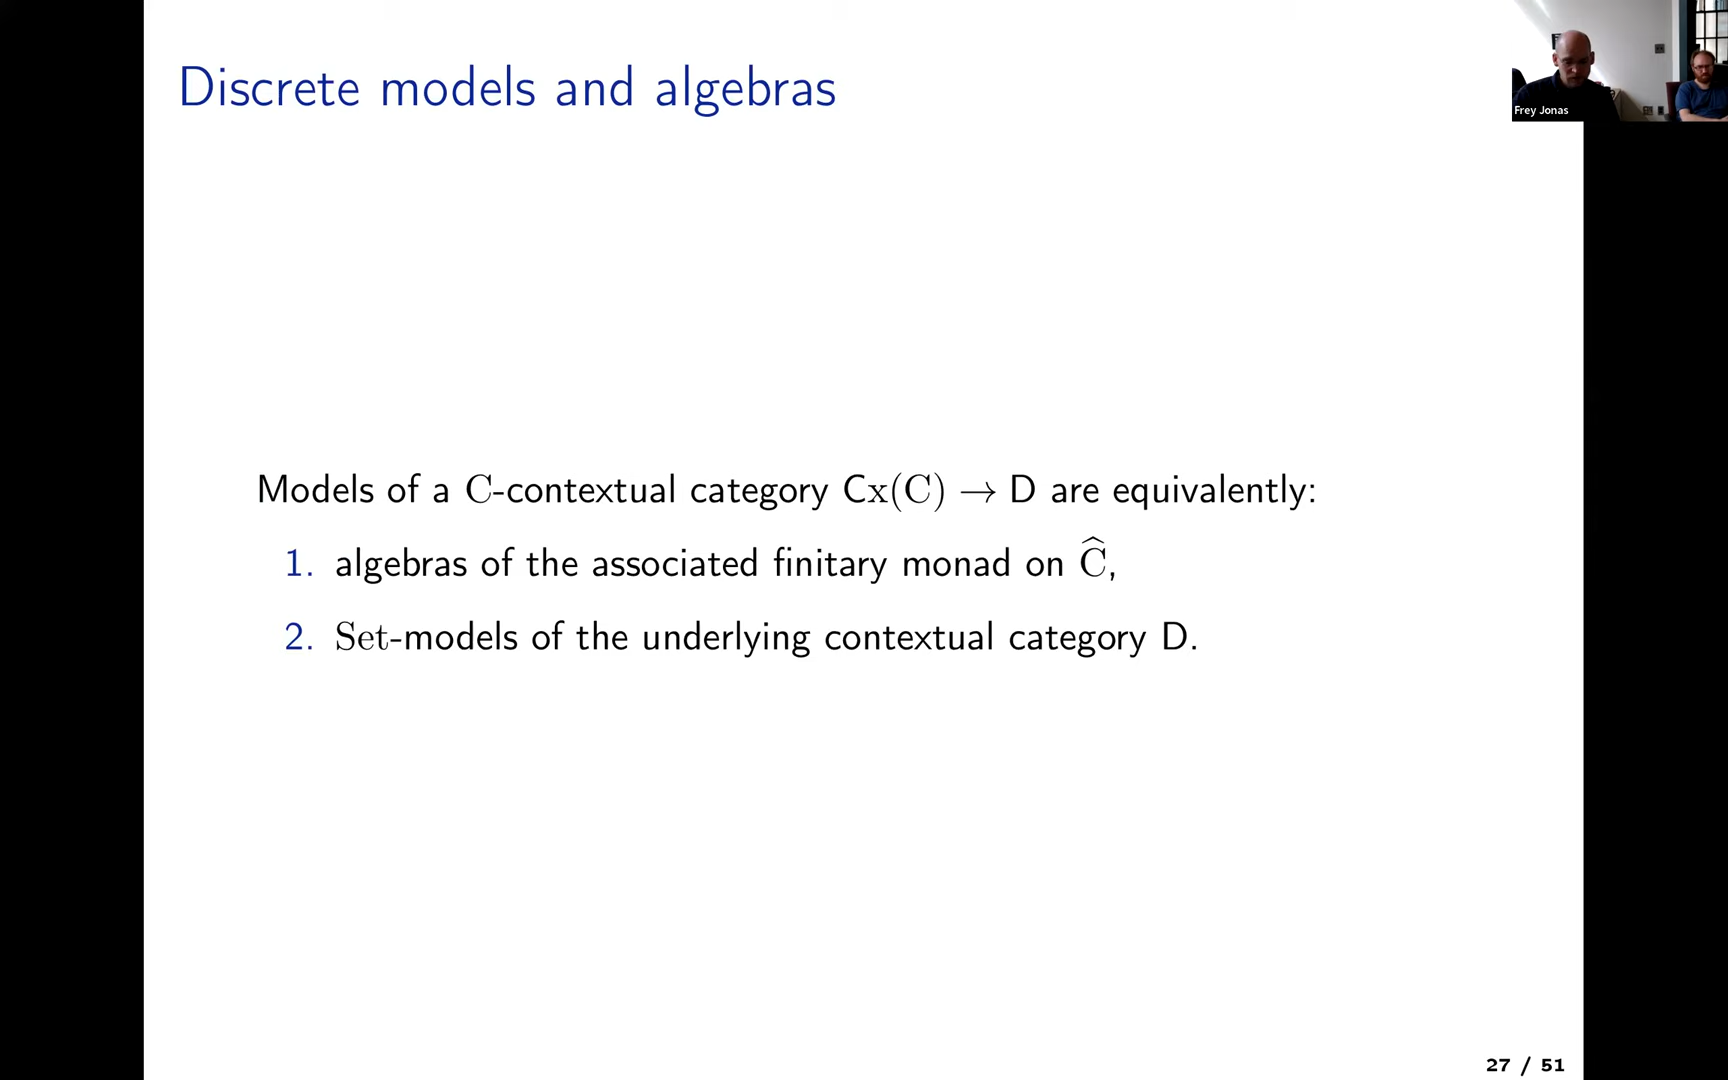 Discrete models and algebras
Frey Jonas
Models of a C-contextual category Cx(C) → D are equivalently:
1. algebras of the associated finitary monad on Ĉ,
2. Set-models of the underlying contextual category D.
27 / 51